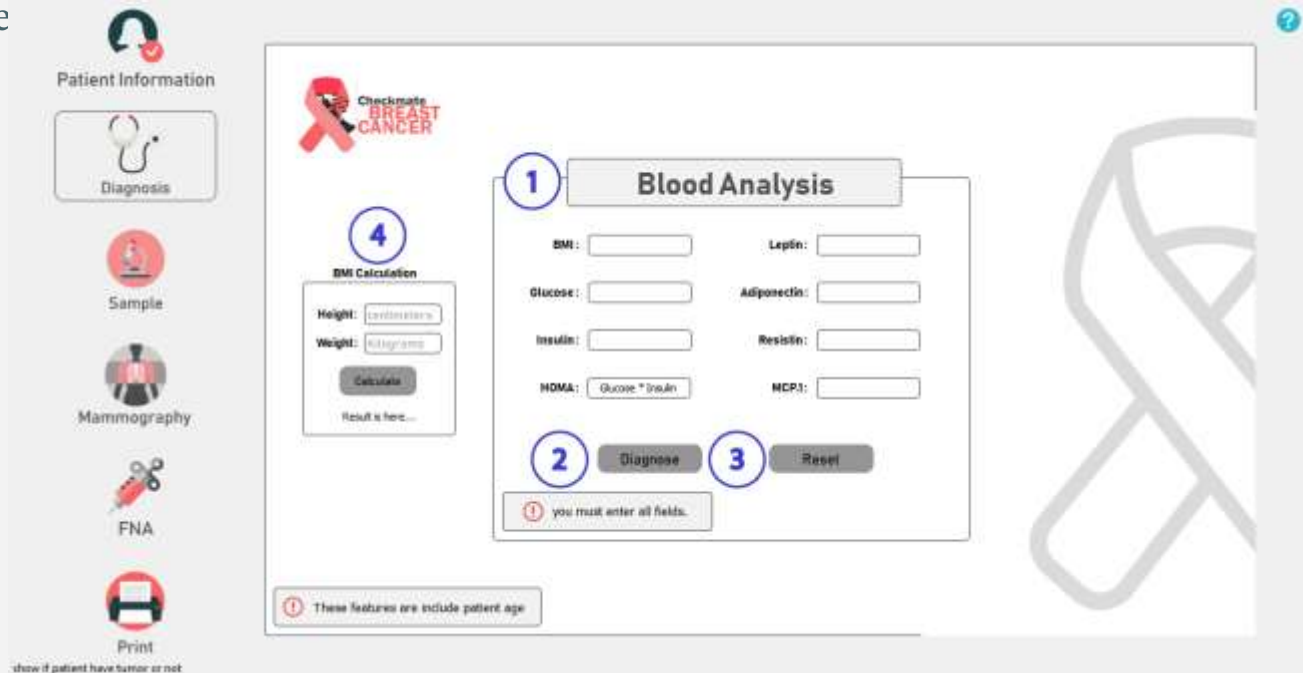 e
?
Patient Information
Diagnosis
Sample
Mammography
FNA
Print
show if patient have tumor or not
Checkmate
BREAST
CANCER
4
BMI Calculation
Height: centimeters
Weight: Kilograms
Calculate
Result is here...
1
Blood Analysis
BMI: Leptin:
Glucose: Adiponectin:
Insulin: Resistin:
HOMA: Glucose * Insulin MCP.1:
2 Diagnose 3 Reset
! you must enter all fields.
! These features are include patient age